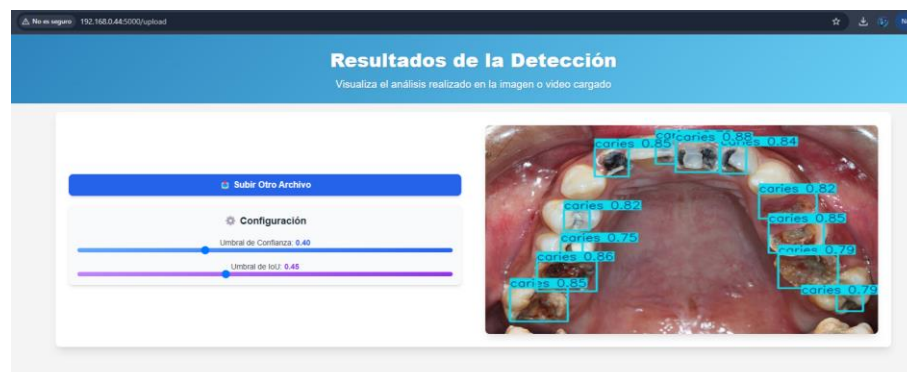 No es seguro 192.168.0.44:5000/upload
Resultados de la Detección
Visualiza el análisis realizado en la imagen o video cargado
Subir Otro Archivo
Configuración
Umbral de Confianza: 0.40
Umbral de IoU: 0.45
caries 0.85
caries 0.88
0.84
caries 0.82
caries 0.82
caries 0.85
caries 0.75
caries 0.79
caries 0.86
caries 0.85
caries 0.79